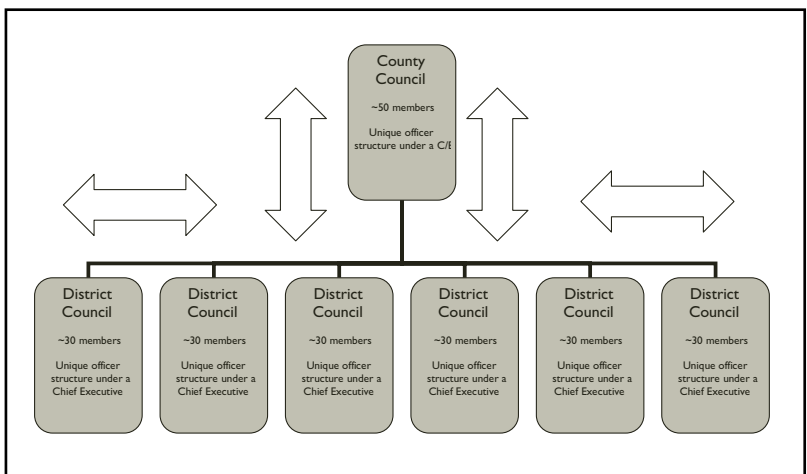 County
Council
~50 members
Unique officer
structure under a C/E
District
Council
~30 members
Unique officer
structure under a
Chief Executive
District
Council
~30 members
Unique officer
structure under a
Chief Executive
District
Council
~30 members
Unique officer
structure under a
Chief Executive
District
Council
~30 members
Unique officer
structure under a
Chief Executive
District
Council
~30 members
Unique officer
structure under a
Chief Executive
District
Council
~30 members
Unique officer
structure under a
Chief Executive